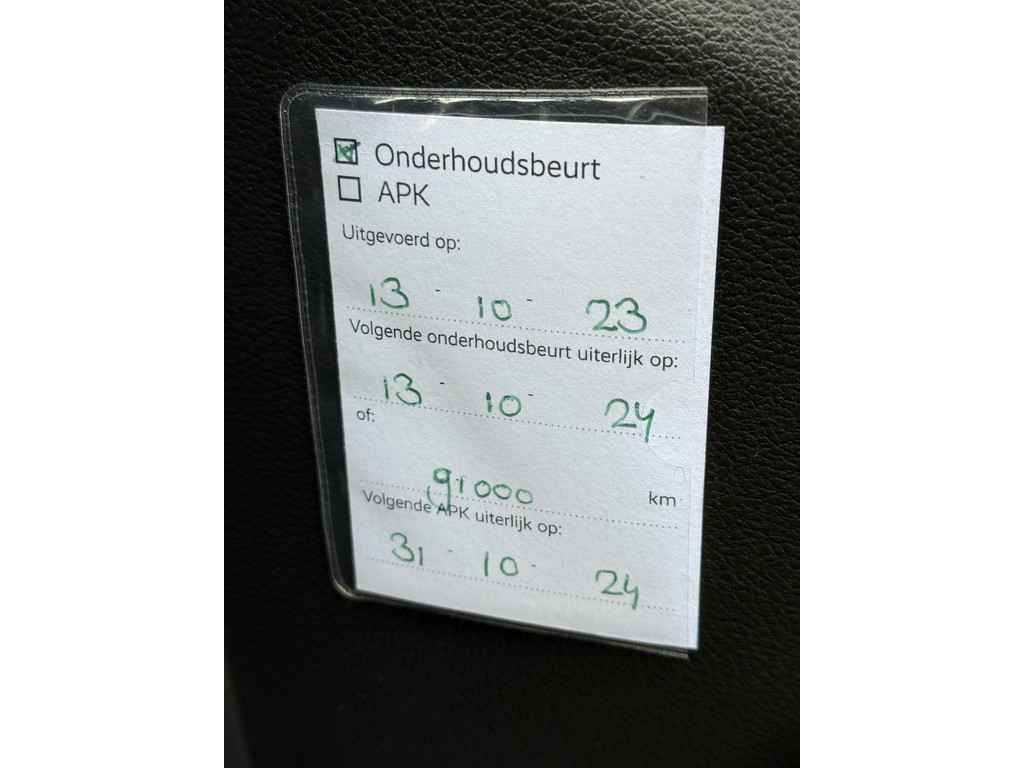 Onderhoudsbeurt
APK
Uitgevoerd op:
13 - 10 - 23
Volgende onderhoudsbeurt uiterlijk op:
13 - 10 - 24
of:
91000 km
Volgende APK uiterlijk op:
31 - 10 - 24